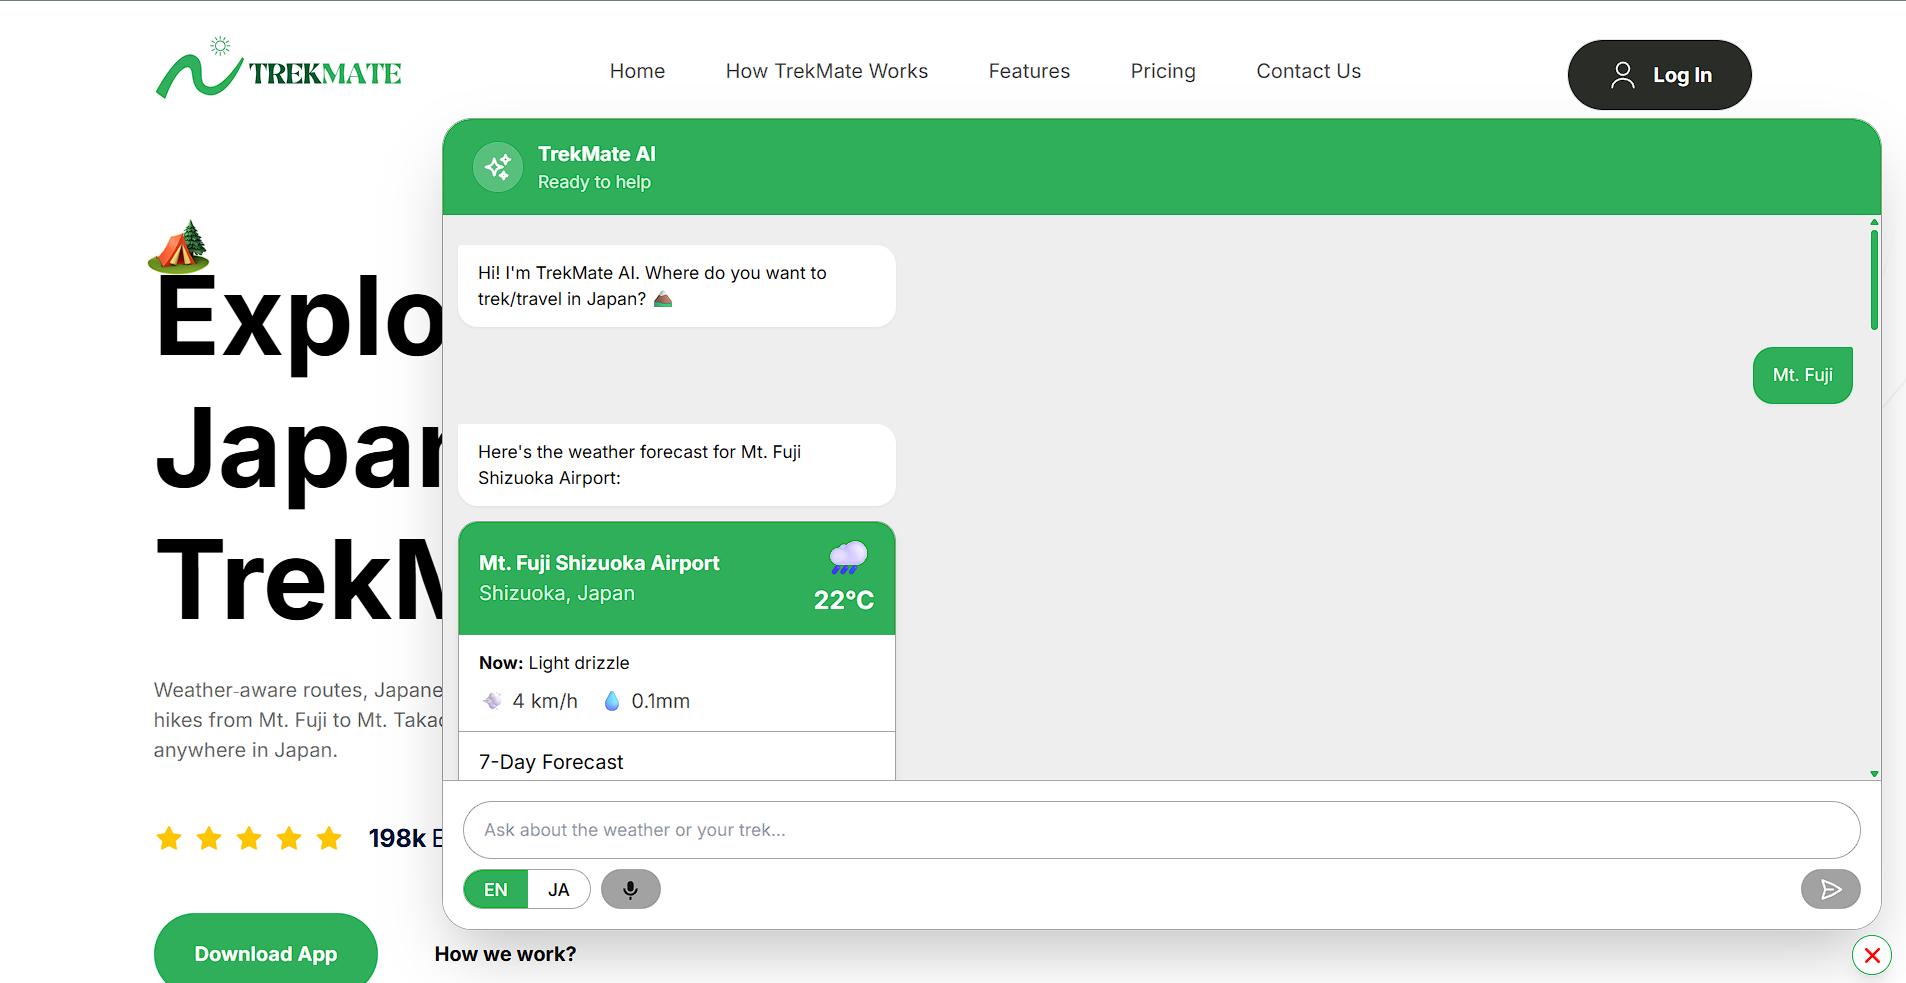 TREKMATE
Home
How TrekMate Works
Features
Pricing
Contact Us
Log In
TrekMate AI
Ready to help
Hi! I'm TrekMate AI. Where do you want to
trek/travel in Japan?
Mt. Fuji
Here's the weather forecast for Mt. Fuji
Shizuoka Airport:
Mt. Fuji Shizuoka Airport
Shizuoka, Japan
22°C
Now: Light drizzle
4 km/h
0.1mm
7-Day Forecast
Ask about the weather or your trek...
EN
JA
Explo
Japan
TrekM
Weather-aware routes, Japane
hikes from Mt. Fuji to Mt. Takao
anywhere in Japan.
198k E
Download App
How we work?